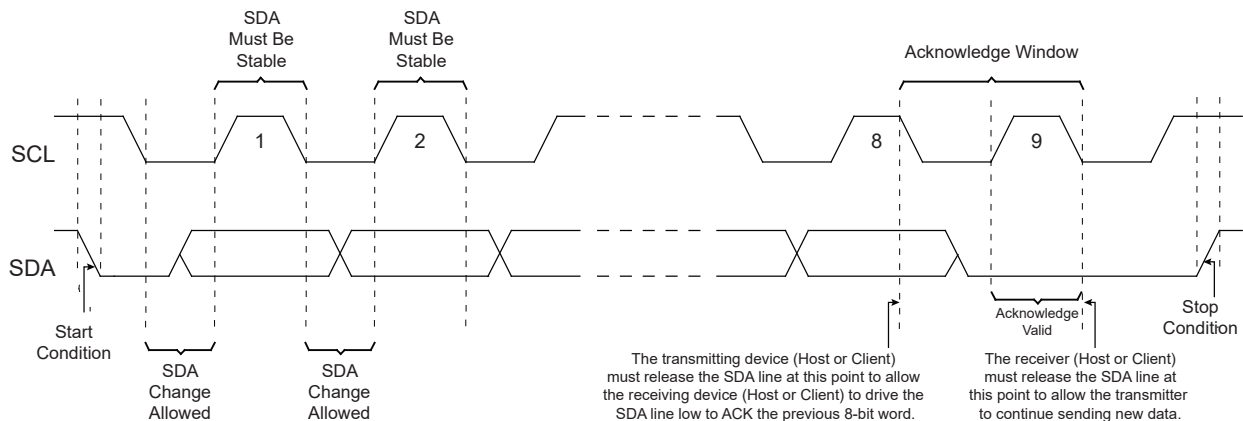 SDA
Must Be
Stable
SDA
Must Be
Stable
Acknowledge Window
SCL
1
2
8
9
SDA
Start
Condition
SDA
Change
Allowed
SDA
Change
Allowed
Acknowledge
Valid
Stop
Condition
The transmitting device (Host or Client)
must release the SDA line at this point to allow
the receiving device (Host or Client) to drive the
SDA line low to ACK the previous 8-bit word.
The receiver (Host or Client)
must release the SDA line at
this point to allow the transmitter
to continue sending new data.